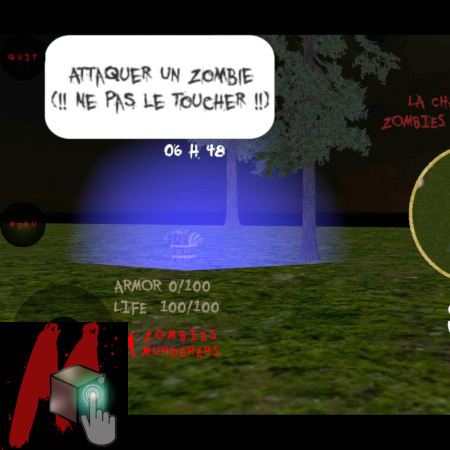 QUIT
ATTAQUER UN ZOMBIE
(!! NE PAS LE TOUCHER !!)
LA CH
ZOMBIES
06 H 48
MENU
ARMOR 0/100
LIFE 100/100
ZOMBIES
MURDERERS